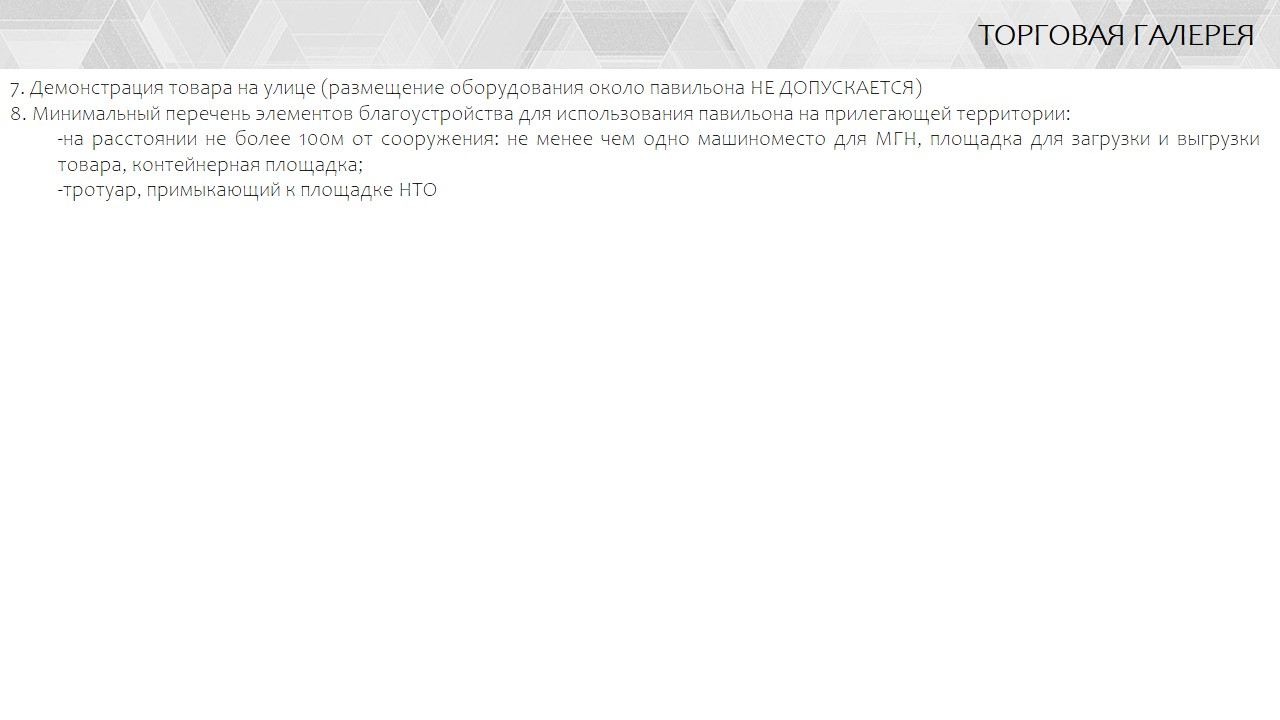 ТОРГОВАЯ ГАЛЕРЕЯ
7. Демонстрация товара на улице (размещение оборудования около павильона НЕ ДОПУСКАЕТСЯ)
8. Минимальный перечень элементов благоустройства для использования павильона на прилегающей территории:
-на расстоянии не более 100м от сооружения: не менее чем одно машиноместо для МГН, площадка для загрузки и выгрузки
товара, контейнерная площадка;
-тротуар, примыкающий к площадке НТО